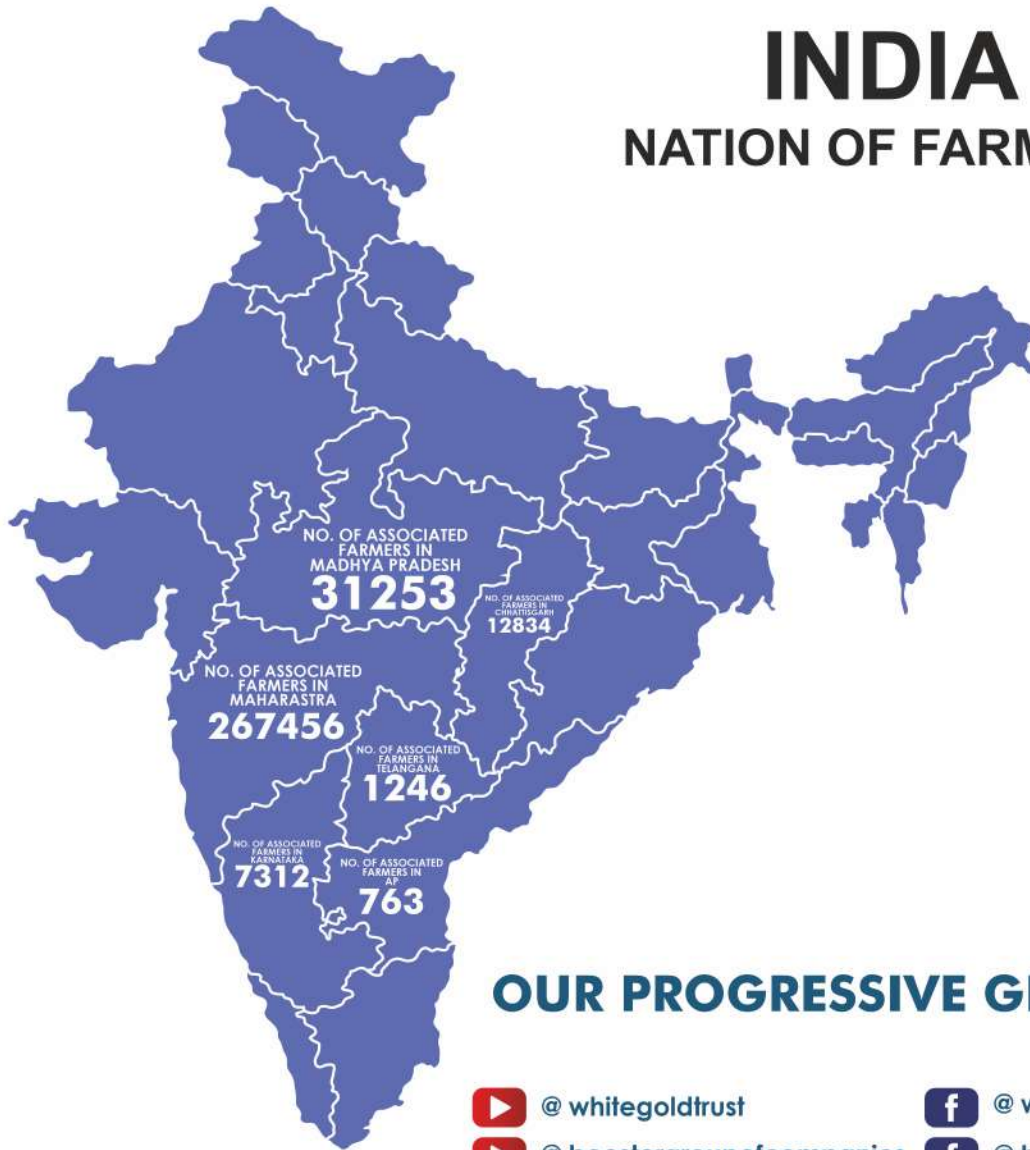 INDIA
NATION OF FARM
NO. OF ASSOCIATED
FARMERS IN
MADHYA PRADESH
31253
NO. OF ASSOCIATED
FARMERS IN
CHHATTISGARH
12834
NO. OF ASSOCIATED
FARMERS IN
MAHARASTRA
267456
NO. OF ASSOCIATED
FARMERS IN
TELANGANA
1246
NO. OF ASSOCIATED
FARMERS IN
KARNATAKA
7312
NO. OF ASSOCIATED
FARMERS IN
AP
763
OUR PROGRESSIVE
@ whitegoldtrust
@boostergroupofcompanies